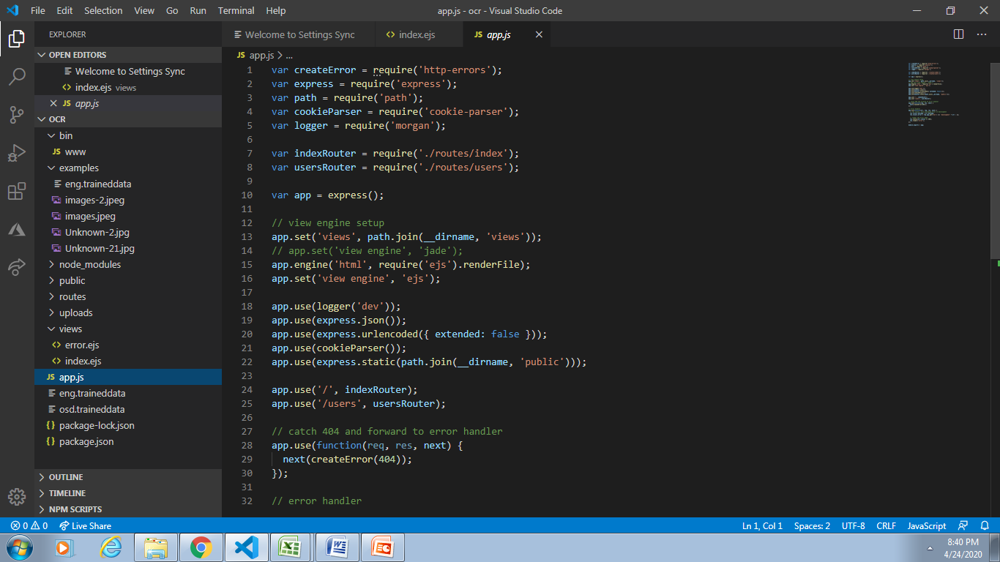 File Edit Selection View Go Run Terminal Help
app.js - ocr - Visual Studio Code
EXPLORER
OPEN EDITORS
Welcome to Settings Sync
index.ejs views
JS app.js
OCR
bin
JS www
examples
eng.traineddata
images-2.jpeg
images.jpeg
Unknown-2.jpg
Unknown-21.jpg
node_modules
public
routes
uploads
views
error.ejs
index.ejs
JS app.js
eng.traineddata
osd.traineddata
{} package-lock.json
{} package.json
OUTLINE
TIMELINE
NPM SCRIPTS
Welcome to Settings Sync
index.ejs
JS app.js
JS app.js > ...
1 var createError = require('http-errors');
2 var express = require('express');
3 var path = require('path');
4 var cookieParser = require('cookie-parser');
5 var logger = require('morgan');
6
7 var indexRouter = require('./routes/index');
8 var usersRouter = require('./routes/users');
9
10 var app = express();
11
12 // view engine setup
13 app.set('views', path.join(__dirname, 'views'));
14 // app.set('view engine', 'jade');
15 app.engine('html', require('ejs').renderFile);
16 app.set('view engine', 'ejs');
17
18 app.use(logger('dev'));
19 app.use(express.json());
20 app.use(express.urlencoded({ extended: false }));
21 app.use(cookieParser());
22 app.use(express.static(path.join(__dirname, 'public')));
23
24 app.use('/', indexRouter);
25 app.use('/users', usersRouter);
26
27 // catch 404 and forward to error handler
28 app.use(function(req, res, next) {
29 next(createError(404));
30 });
31
32 // error handler
0 0 Live Share
Ln 1, Col 1 Spaces: 2 UTF-8 CRLF JavaScript
8:40 PM
4/24/2020